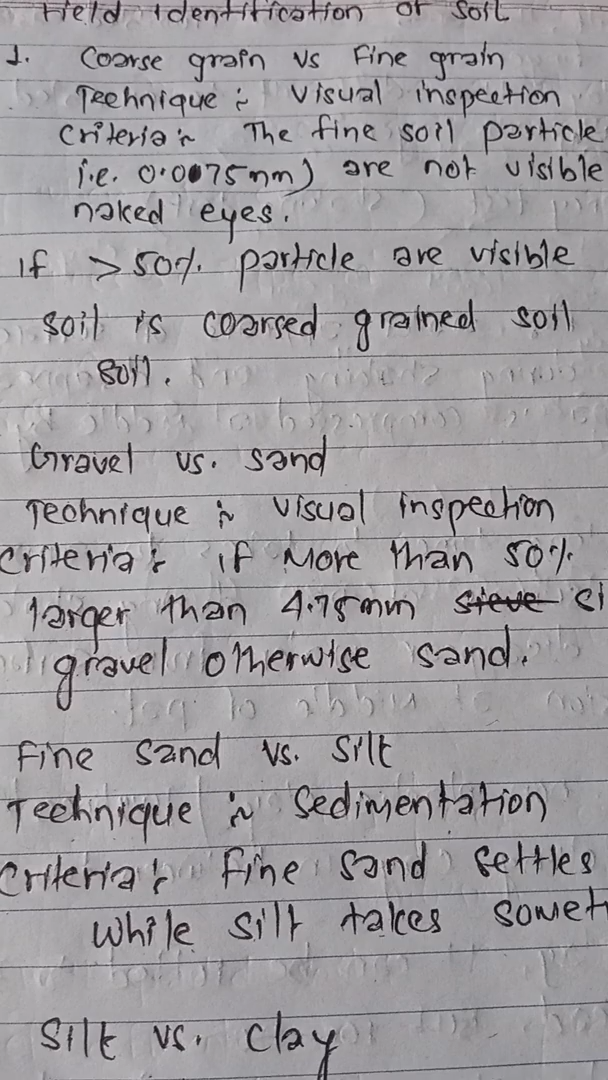 Field identification of soil
1. Coarse grain vs Fine grain
Technique : visual inspection
Criteria : The fine soil particle
i.e. 0.0075mm) are not visible
naked eyes.
if >50% particle are visible
soil is coarsed grained soil
soil.
Gravel vs. sand
Technique : visual inspection
Criteria : if More than 50%
larger than 4.75mm sieve si
gravel otherwise sand.
Fine sand vs. silt
Technique : Sedimentation
Criteria : fine sand settles
While silt takes somet
Silt vs. clay